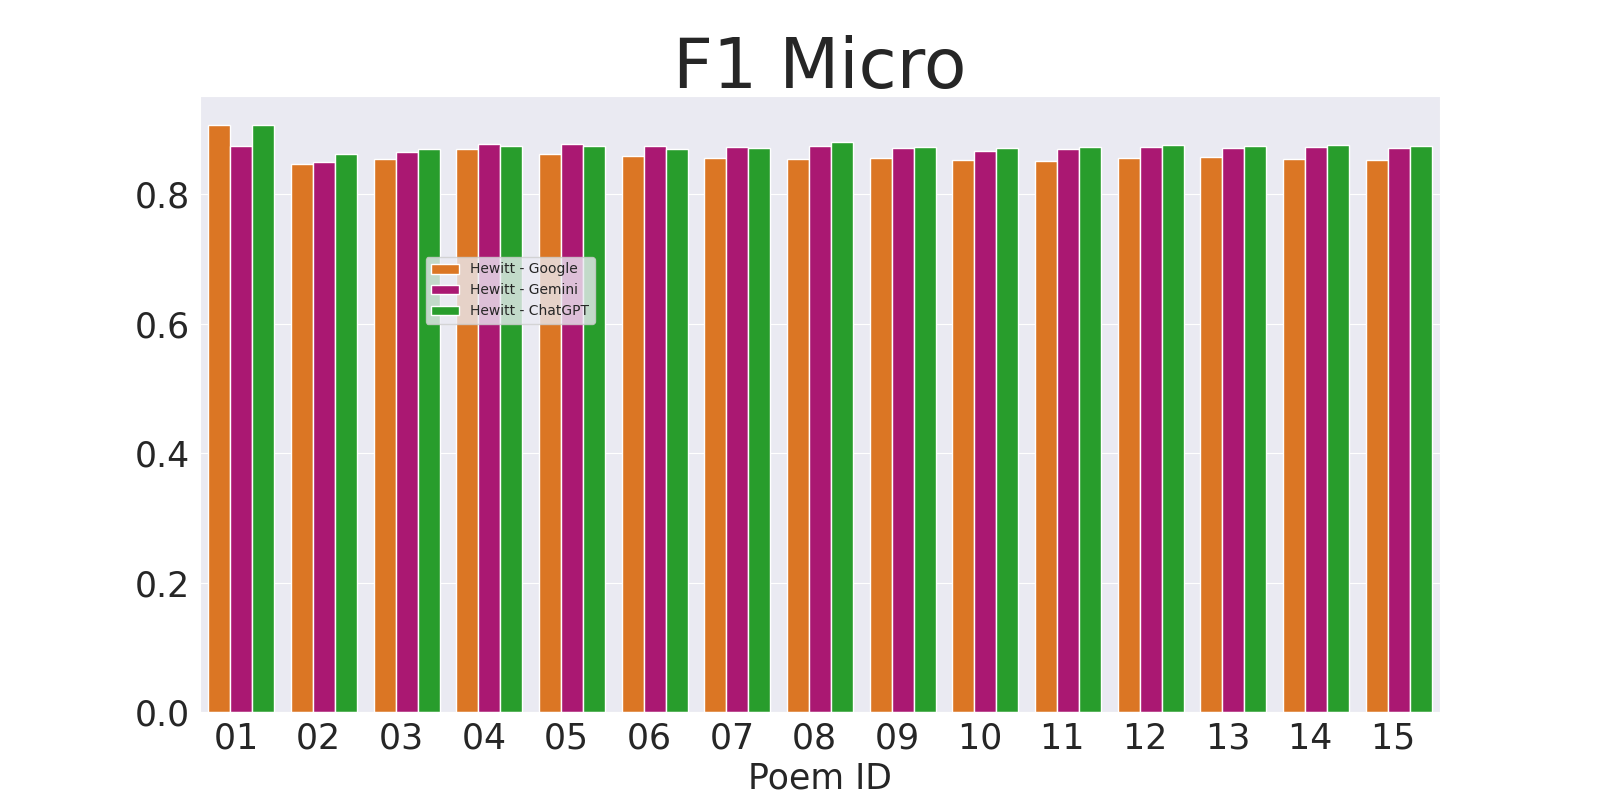 F1 Micro
0.8
0.6
0.4
0.2
0.0
Hewitt - Google
Hewitt - Gemini
Hewitt - ChatGPT
01 02 03 04 05 06 07 08 09 10 11 12 13 14 15
Poem ID